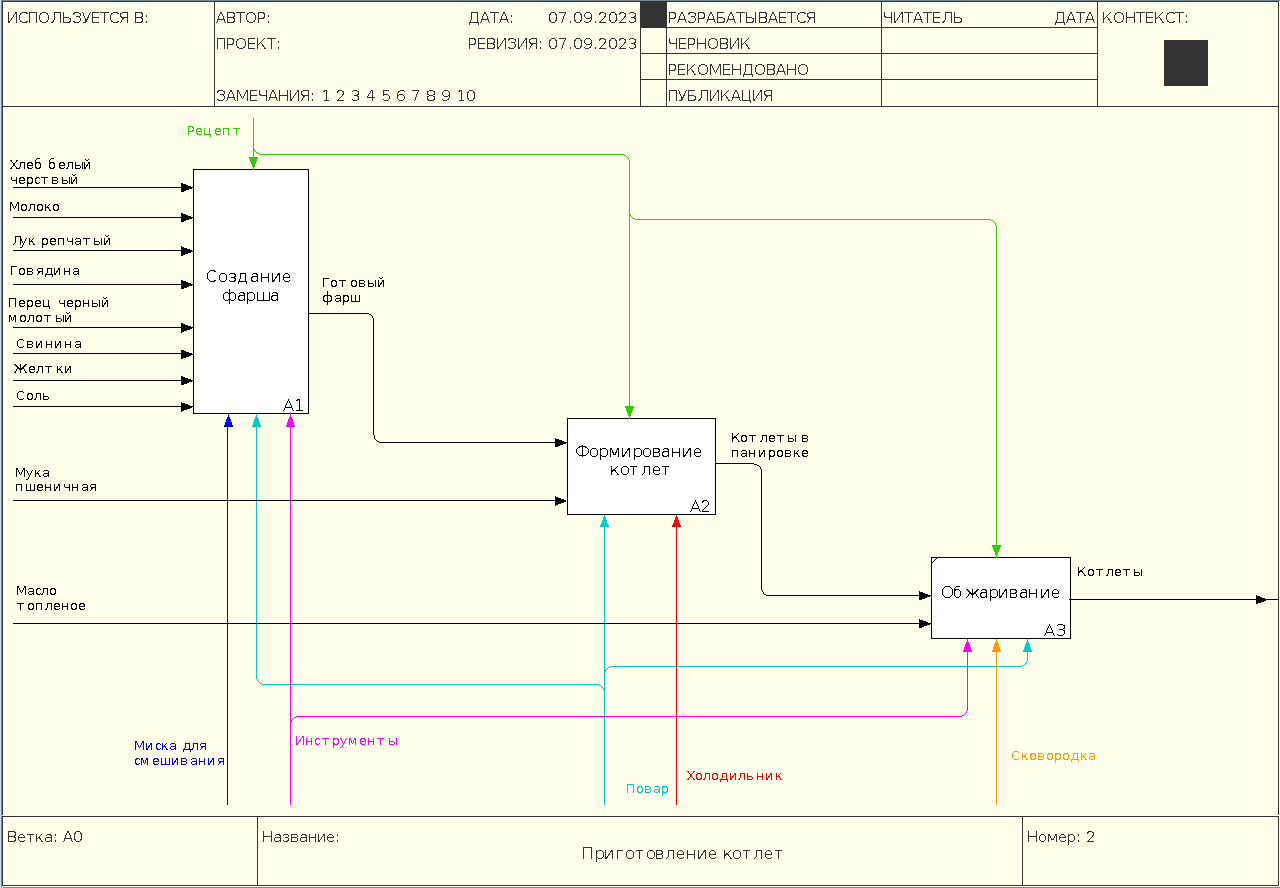 ИСПОЛЬЗУЕТСЯ В:
АВТОР:
ДАТА: 07.09.2023
РАЗРАБАТЫВАЕТСЯ
ЧИТАТЕЛЬ ДАТА
КОНТЕКСТ:
ПРОЕКТ:
РЕВИЗИЯ: 07.09.2023
ЧЕРНОВИК
РЕКОМЕНДОВАНО
ЗАМЕЧАНИЯ: 1 2 3 4 5 6 7 8 9 10
ПУБЛИКАЦИЯ
Рецепт
Хлеб белый
черствый
Молоко
Лук репчатый
Говядина
Перец черный
молотый
Свинина
Желтки
Соль
Создание
фарша
A1
Готовый
фарш
Мука
пшеничная
Формирование
котлет
A2
Котлеты в
панировке
Масло
топленое
Обжаривание
A3
Котлеты
Миска для
смешивания
Инструменты
Повар
Холодильник
Сковородка
Ветка: A0
Название:
Приготовление котлет
Номер: 2